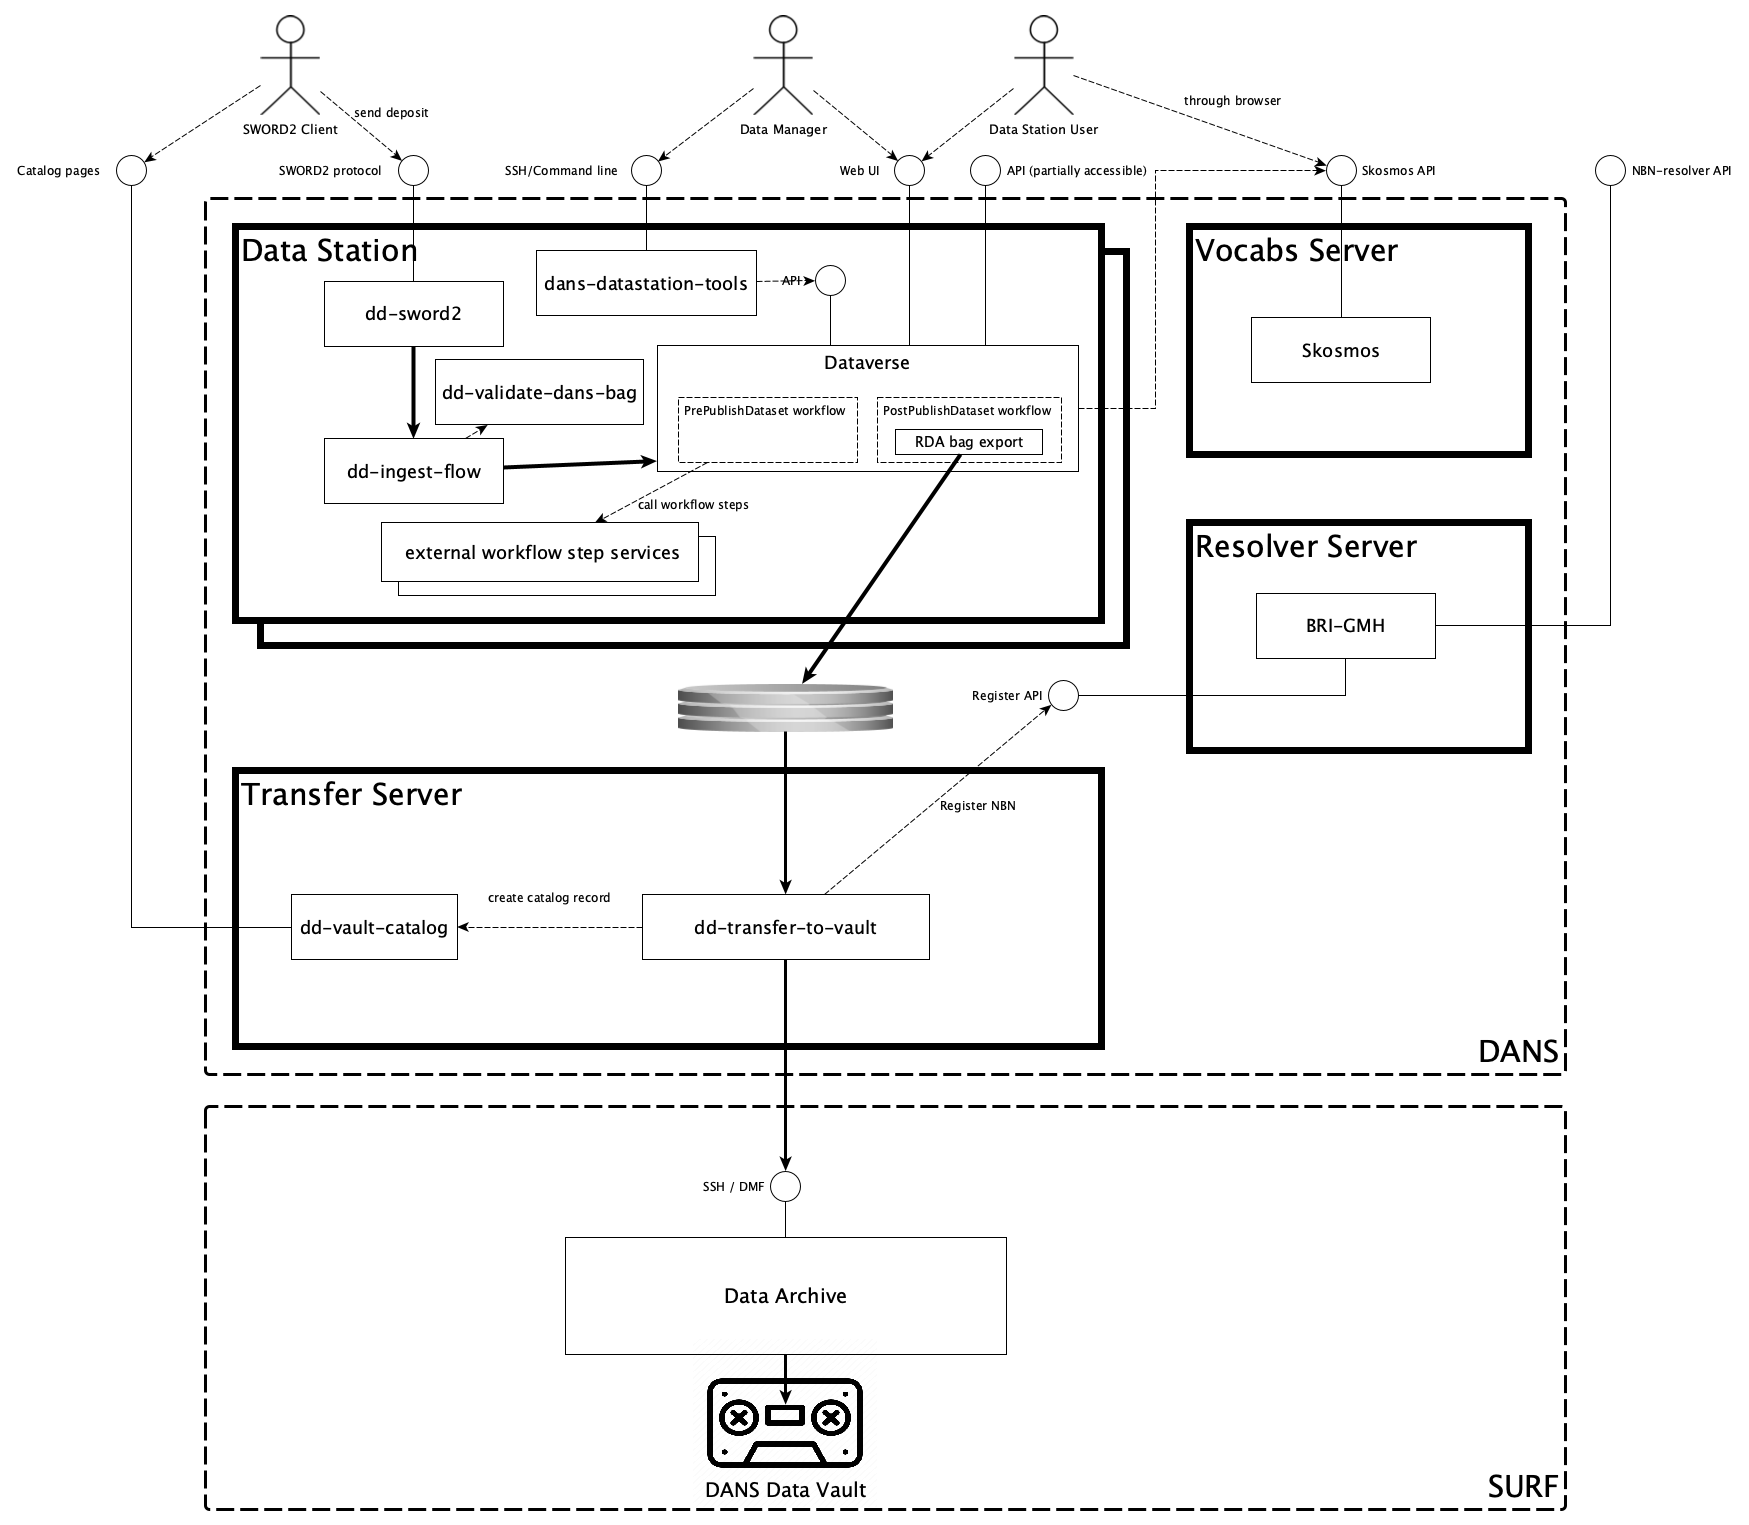 SWORD2 Client
send deposit
Data Manager
Data Station User
through browser
Catalog pages
SWORD2 protocol
SSH/Command line
Web UI
API (partially accessible)
Skosmos API
NBN-resolver API
Data Station
dd-sword2
dans-datastation-tools
API
dd-validate-dans-bag
dd-ingest-flow
Dataverse
PrePublishDataset workflow
PostPublishDataset workflow
RDA bag export
call workflow steps
external workflow step services
Vocabs Server
Skosmos
Resolver Server
BRI-GMH
Register API
Register NBN
Transfer Server
dd-vault-catalog
create catalog record
dd-transfer-to-vault
DANS
SSH / DMF
Data Archive
DANS Data Vault
SURF